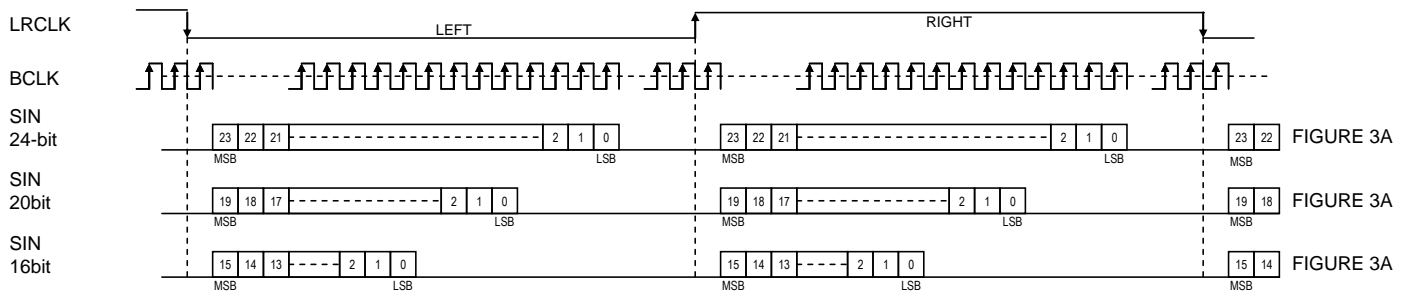 LRCLK LEFT RIGHT
BCLK
SIN
24-bit 23 22 21 2 1 0 23 22 21 2 1 0 23 22 FIGURE 3A
MSB LSB MSB LSB MSB
SIN
20bit 19 18 17 2 1 0 19 18 17 2 1 0 19 18 FIGURE 3A
MSB LSB MSB LSB MSB
SIN
16bit 15 14 13 2 1 0 15 14 13 2 1 0 15 14 FIGURE 3A
MSB LSB MSB LSB MSB